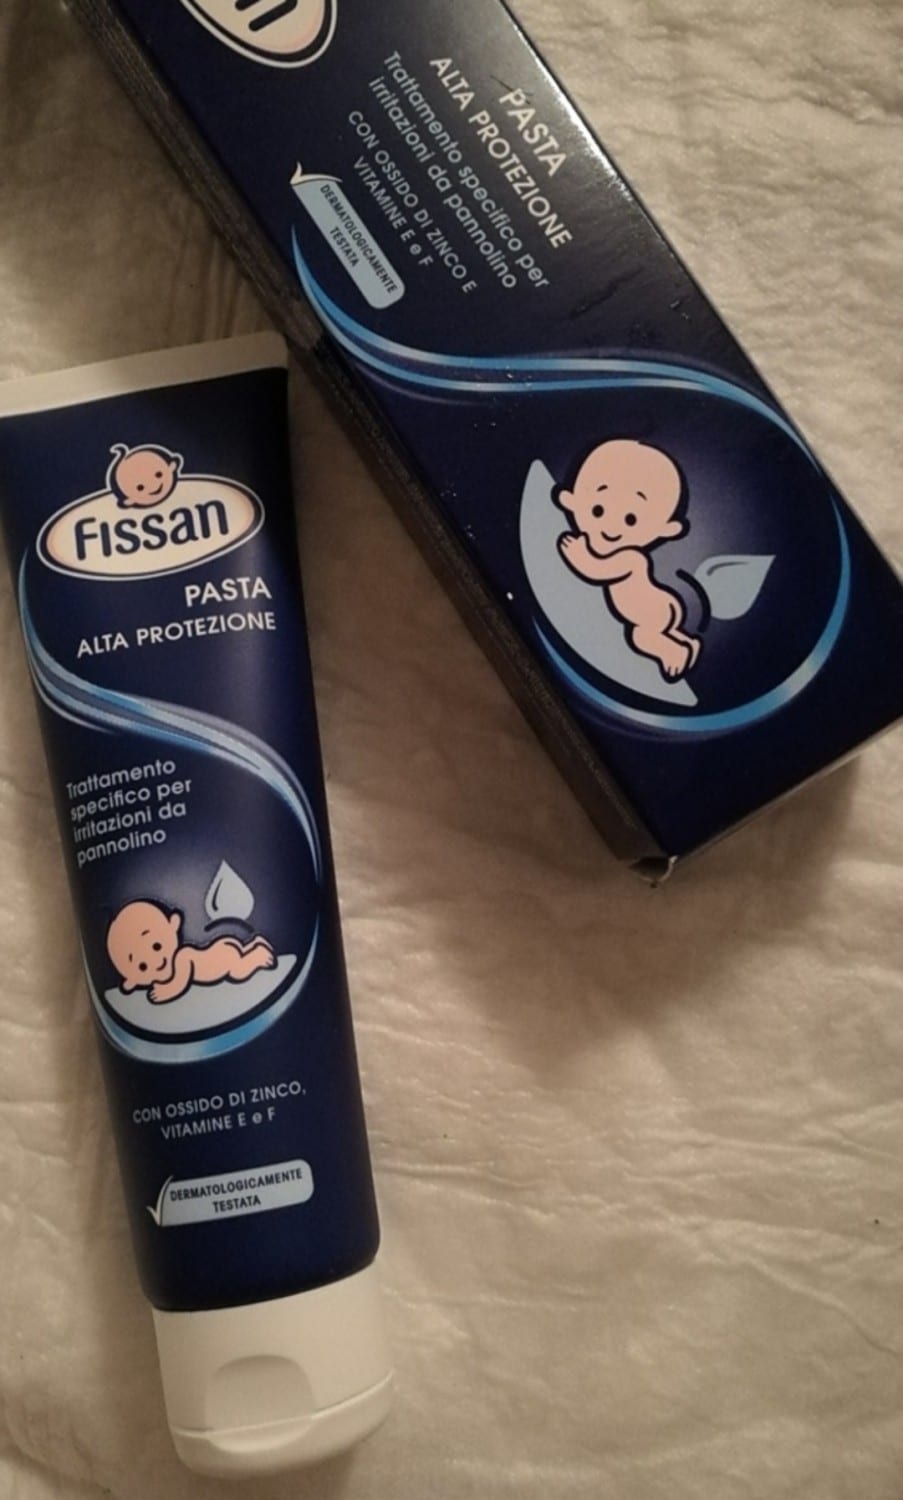 PASTA
ALTA PROTEZIONE
Trattamento specifico per
irritazioni da pannolino
CON OSSIDO DI ZINCO E
VITAMINE E e F
DERMATOLOGICAMENTE
TESTATA
Fissan
PASTA
ALTA PROTEZIONE
Trattamento
specifico per
irritazioni da
pannolino
CON OSSIDO DI ZINCO,
VITAMINE E e F
DERMATOLOGICAMENTE
TESTATA